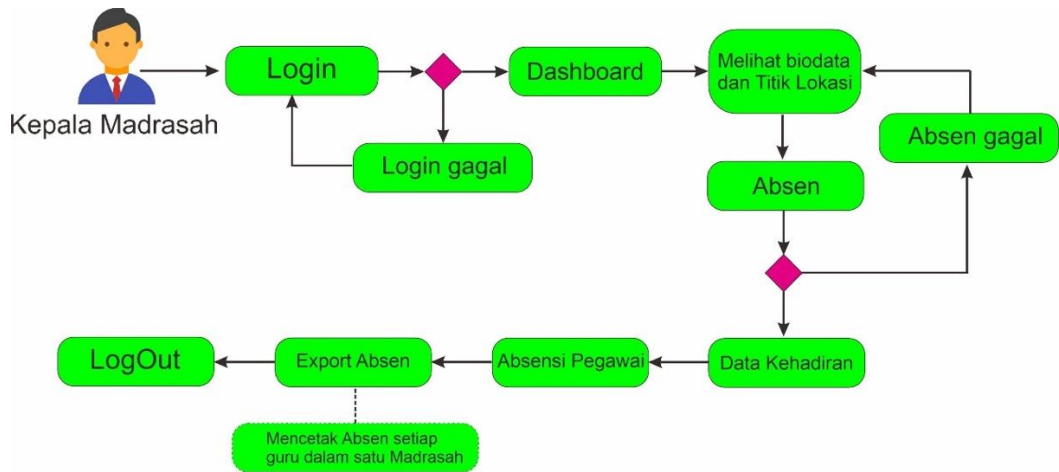 Kepala Madrasah
Login
Dashboard
Melihat biodata
dan Titik Lokasi
Login gagal
Absen gagal
Absen
LogOut
Export Absen
Absensi Pegawai
Data Kehadiran
Mencetak Absen setiap
guru dalam satu Madrasah